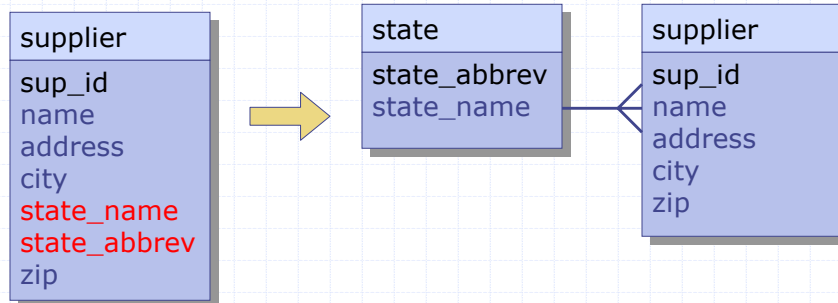 supplier
sup_id
name
address
city
state_name
state_abbrev
zip
state
state_abbrev
state_name
supplier
sup_id
name
address
city
zip